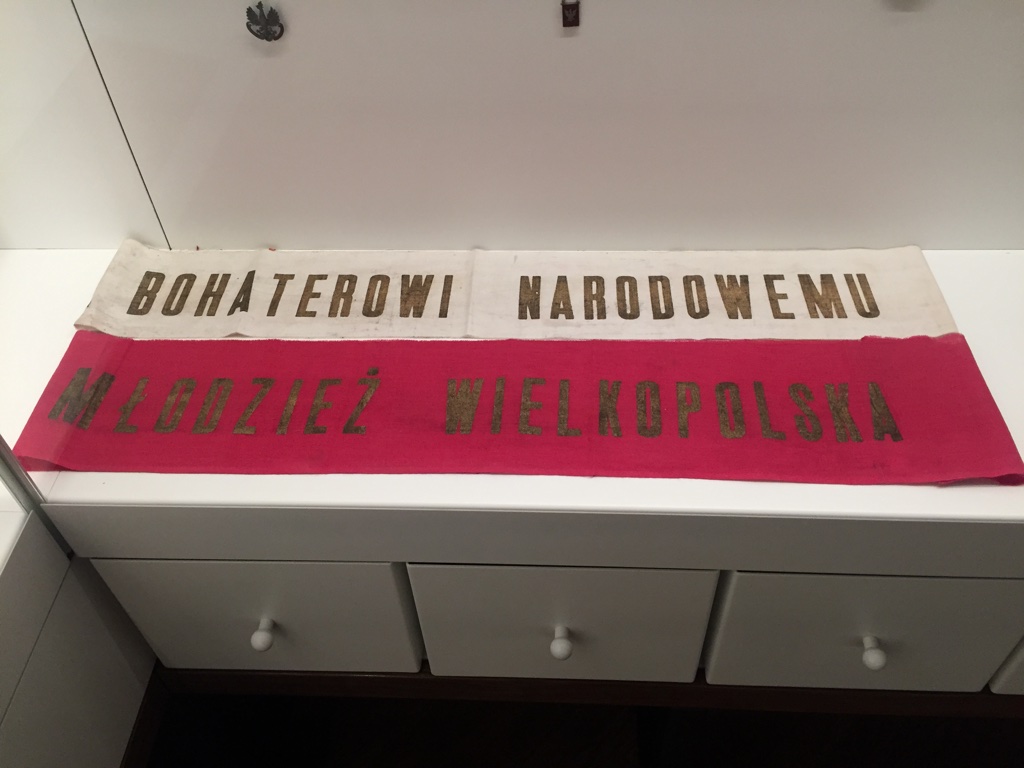 BOHATEROWI NARODOWEMU
MŁODZIEŻ WIELKOPOLSKA